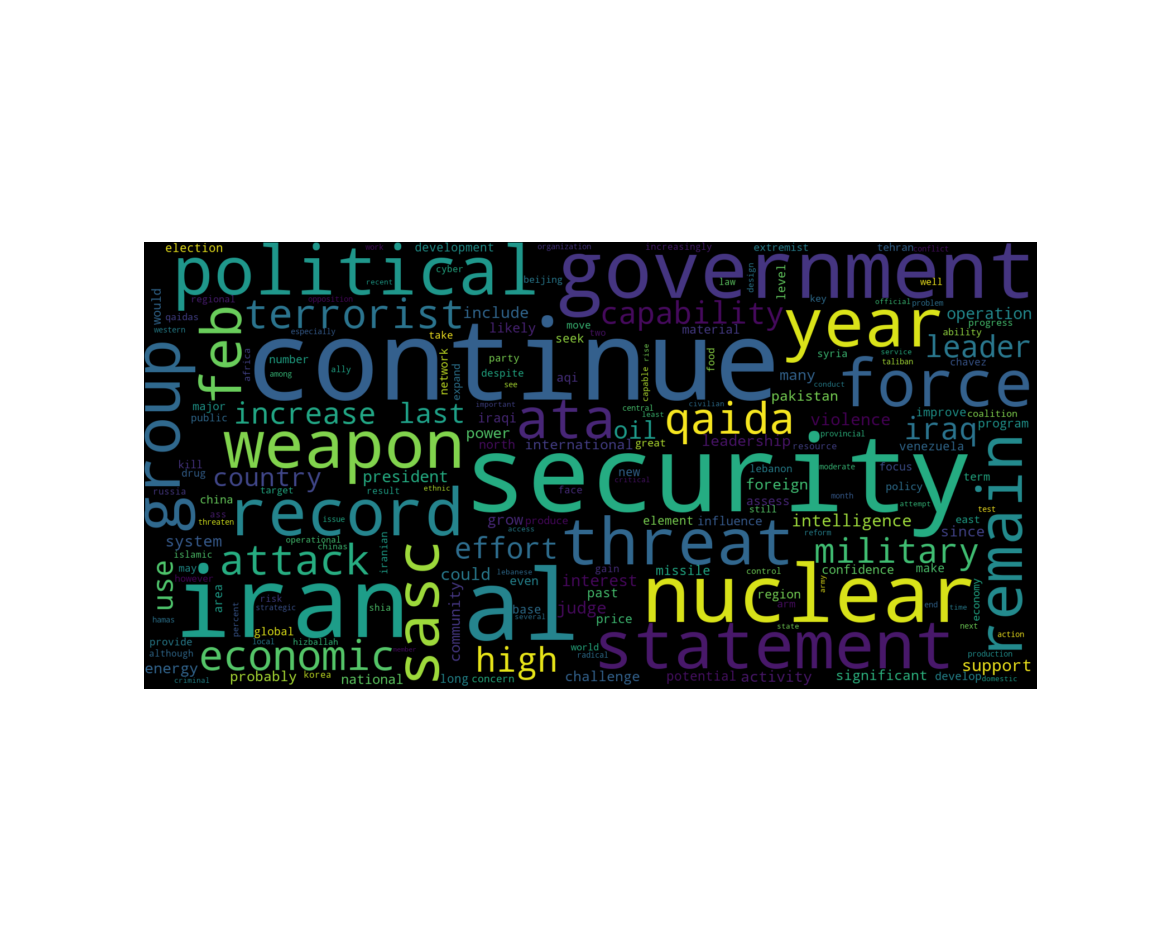 election
work
development
organization
increasingly
extremist
tehran
conflict
political
government
cyber
recent
beijing
law
design
level
well
would
regional
opposition
qaidas
western
feb
terrorist
include
especially
likely
take
move
seek
capability
material
two
key
official
problem
year
operation
progress
ability
leader
service
taliban
syria
chavez
continue
africa
number
among
ally
network
expand
party
despite
see
aqi
capable
rise
food
many
pakistan
conduct
force
group
major
public
increase
last
important
iraqi
power
north
ata
central
least
civilian
oil
great
international
qaida
leadership
violence
provincial
resource
iraq
improve
coalition
program
weapon
country
president
kill
drug
russia
china
target
result
ethnic
security
new
critical
face
lebanon
moderate
focus
term
foreign
assess
still
month
policy
attempt
test
remain
record
ass
threaten
issue
operational
chinas
iranian
grow
produce
access
element
influence
intelligence
reform
east
since
system
islamic
may
however
attack
effort
threat
military
confidence
make
use
area
iran
shia
sasc
could
community
lebanese
even
base
several
al
gain
interest
missile
control
past
judge
price
nuclear
region
arm
army
state
end
time
economy
next
action
risk
strategic
percent
hamas
global
local
hizballah
member
provide
although
energy
criminal
economic
probably
korea
national
high
long
concern
world
radical
challenge
statement
potential
activity
significant
production
support
develop
domestic